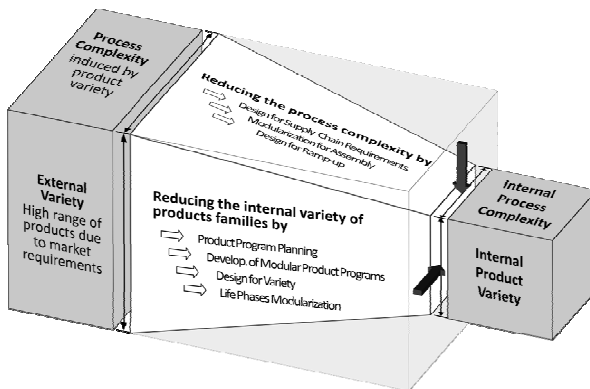 Process
Complexity
induced by
product
variety
External
Variety
High range of
products due
to market
requirements
Reducing the process complexity by
Design for Supply Chain Requirements
Modularization for Assembly
Design for Ramp-up
Reducing the internal variety of
products families by
Product Program Planning
Develop. of Modular Product Programs
Design for Variety
Life Phases Modularization
Internal
Process
Complexity
Internal
Product
Variety